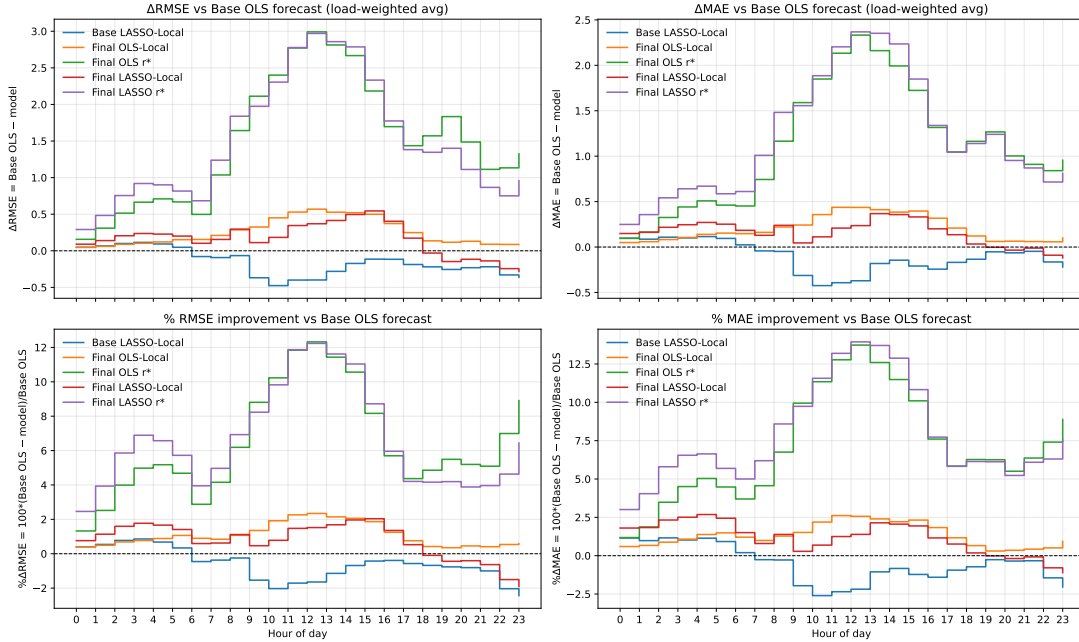 ΔRMSE vs Base OLS forecast (load-weighted avg)
ΔRMSE = Base OLS − model
3.0
2.5
2.0
1.5
1.0
0.5
0.0
−0.5
Base LASSO-Local
Final OLS-Local
Final OLS r*
Final LASSO-Local
Final LASSO r*
ΔMAE vs Base OLS forecast (load-weighted avg)
ΔMAE = Base OLS − model
2.5
2.0
1.5
1.0
0.5
0.0
−0.5
Base LASSO-Local
Final OLS-Local
Final OLS r*
Final LASSO-Local
Final LASSO r*
% RMSE improvement vs Base OLS forecast
%ΔRMSE = 100*(Base OLS − model)/Base OLS
12
10
8
6
4
2
0
−2
Base LASSO-Local
Final OLS-Local
Final OLS r*
Final LASSO-Local
Final LASSO r*
0 1 2 3 4 5 6 7 8 9 10 11 12 13 14 15 16 17 18 19 20 21 22 23
Hour of day
% MAE improvement vs Base OLS forecast
%ΔMAE = 100*(Base OLS − model)/Base OLS
12.5
10.0
7.5
5.0
2.5
0.0
−2.5
Base LASSO-Local
Final OLS-Local
Final OLS r*
Final LASSO-Local
Final LASSO r*
0 1 2 3 4 5 6 7 8 9 10 11 12 13 14 15 16 17 18 19 20 21 22 23
Hour of day